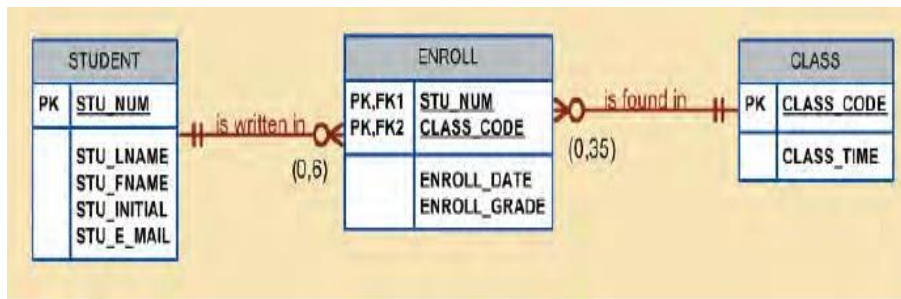 STUDENT
PK STU_NUM
STU_LNAME
STU_FNAME
STU_INITIAL
STU_E_MAIL
is written in
(0,6)
ENROLL
PK,FK1 STU_NUM
PK,FK2 CLASS_CODE
ENROLL_DATE
ENROLL_GRADE
is found in
(0,35)
CLASS
PK CLASS_CODE
CLASS_TIME